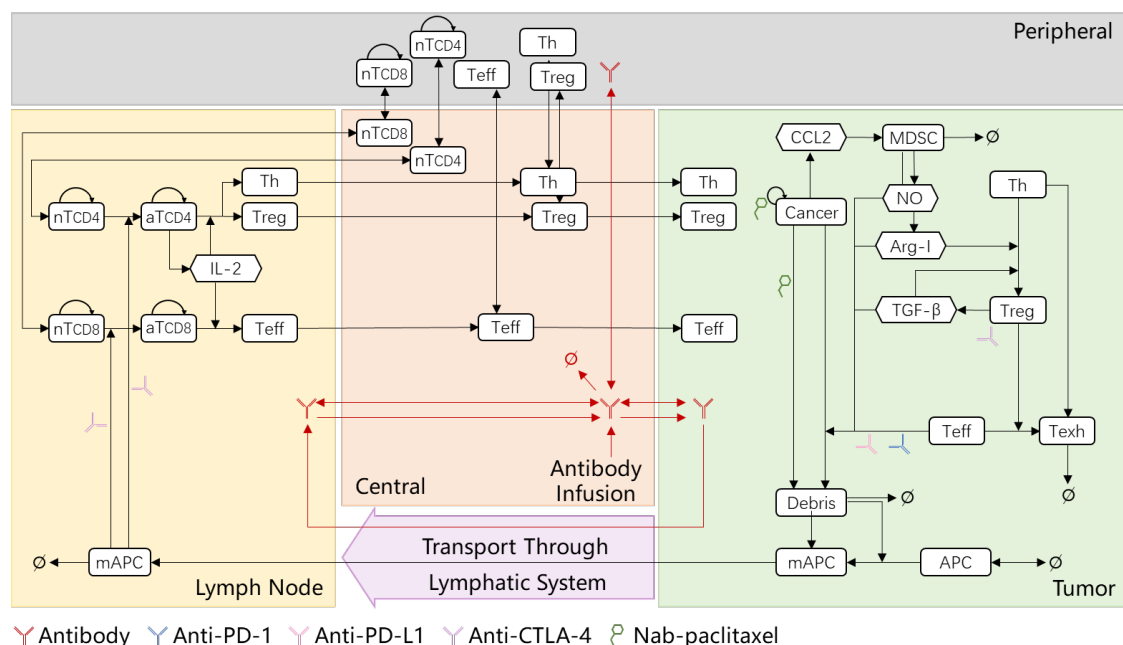 Peripheral
nTCD4
nTCD8
Th
Teff
Treg
nTCD8
nTCD4
CCL2
MDSC
Ø
Th
Th
Th
Th
NO
nTCD4
aTCD4
Treg
Treg
Treg
Cancer
Arg-I
IL-2
TGF-β
Treg
nTCD8
aTCD8
Teff
Teff
Teff
Ø
Teff
Texh
Antibody
Infusion
Central
Debris
Ø
Ø
Transport Through
Lymphatic System
Ø
mAPC
mAPC
APC
Ø
Lymph Node
Tumor
Antibody
Anti-PD-1
Anti-PD-L1
Anti-CTLA-4
Nab-paclitaxel